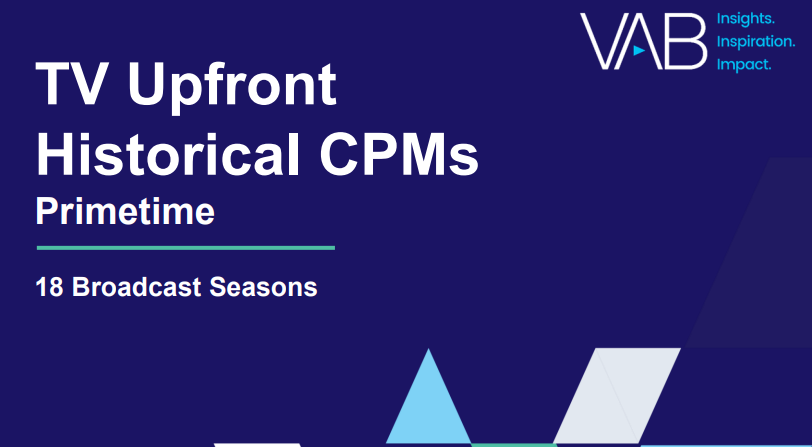 VAB
Insights.
Inspiration.
Impact.
TV Upfront
Historical CPMs
Primetime
18 Broadcast Seasons